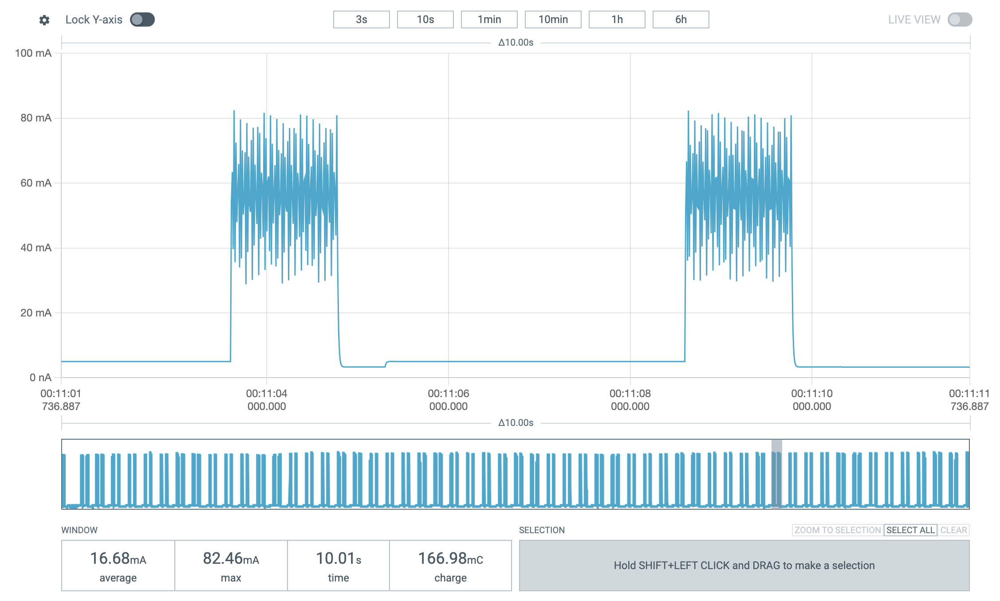 Lock Y-axis 3s 10s 1min 10min 1h 6h LIVE VIEW
Δ10.00s
100 mA
80 mA
60 mA
40 mA
20 mA
0 nA
00:11:01 00:11:04 00:11:06 00:11:08 00:11:10 00:11:11
736.887 000.000 000.000 000.000 000.000 736.887
Δ10.00s
WINDOW SELECTION ZOOM TO SELECTION SELECT ALL CLEAR
16.68mA 82.46mA 10.01s 166.98mC
average max time charge
Hold SHIFT+LEFT CLICK and DRAG to make a selection